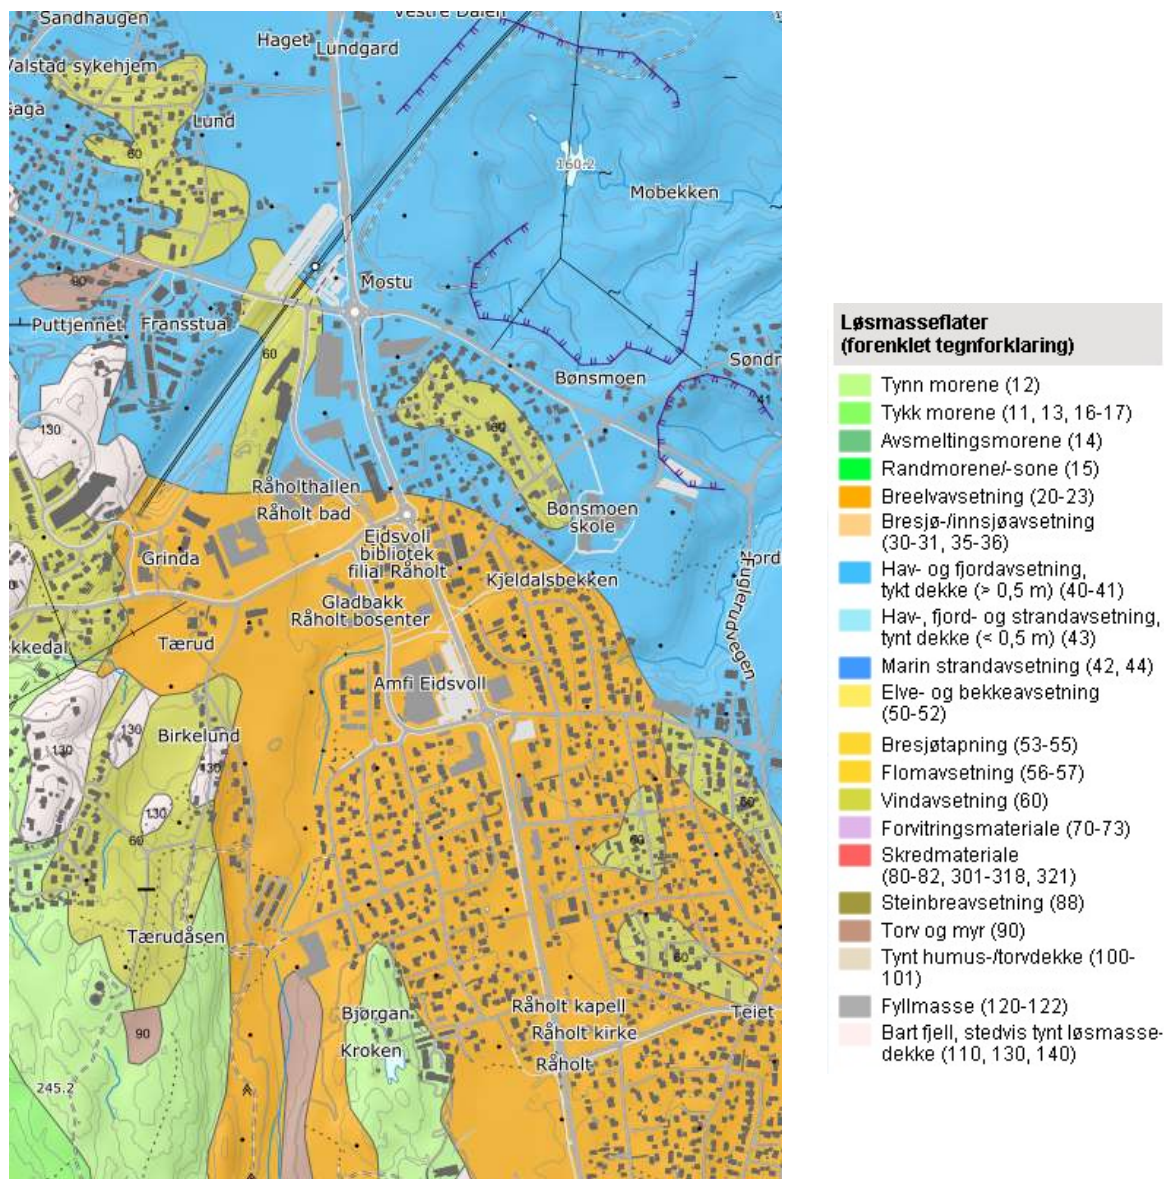 Sandhaugen
Vestre Dalen
Haget
Lundgard
Valstad sykehjem
Saga
Lund
60
160.2
Mobekken
90
Mostu
Puttjennet
Fransstua
60
Søndr
Bønsmoen
41
130
60
Råholthallen
Råholt bad
Bønsmoen
skole
Eidsvoll
bibliotek
filial Råholt
Grinda
Kjeldalsbekken
Fuglerudvegen
Gladbakk
Råholt bosenter
kkedal
Tærud
Amfi Eidsvoll
130
Birkelund
130
130
130
60
60
60
Tærudåsen
60
90
Bjørgan
Råholt kapell
Teiet
Råholt kirke
Kroken
Råholt
245.2
Løsmasseflater
(forenklet tegnforklaring)
Tynn morene (12)
Tykk morene (11, 13, 16-17)
Avsmeltingsmorene (14)
Randmorene/-sone (15)
Breelvavsetning (20-23)
Bresjø-/innsjøavsetning
(30-31, 35-36)
Hav- og fjordavsetning,
tykt dekke (> 0,5 m) (40-41)
Hav-, fjord- og strandavsetning,
tynt dekke (< 0,5 m) (43)
Marin strandavsetning (42, 44)
Elve- og bekkeavsetning
(50-52)
Bresjøtapning (53-55)
Flomavsetning (56-57)
Vindavsetning (60)
Forvitringsmateriale (70-73)
Skredmateriale
(80-82, 301-318, 321)
Steinbreavsetning (88)
Torv og myr (90)
Tynt humus-/torvdekke (100-
101)
Fyllmasse (120-122)
Bart fjell, stedvis tynt løsmasse-
dekke (110, 130, 140)